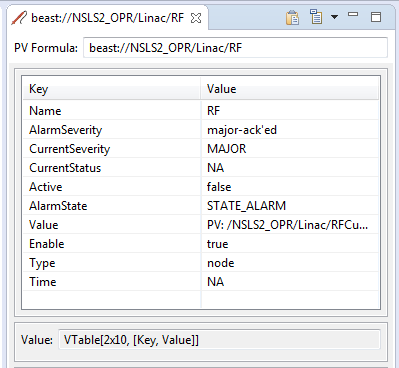 beast://NSLS2_OPR/Linac/RF
PV Formula: beast://NSLS2_OPR/Linac/RF
Key Value
Name RF
AlarmSeverity major-ack'ed
CurrentSeverity MAJOR
CurrentStatus NA
Active false
AlarmState STATE_ALARM
Value PV: /NSLS2_OPR/Linac/RFCu...
Enable true
Type node
Time NA
Value: VTable[2x10, [Key, Value]]